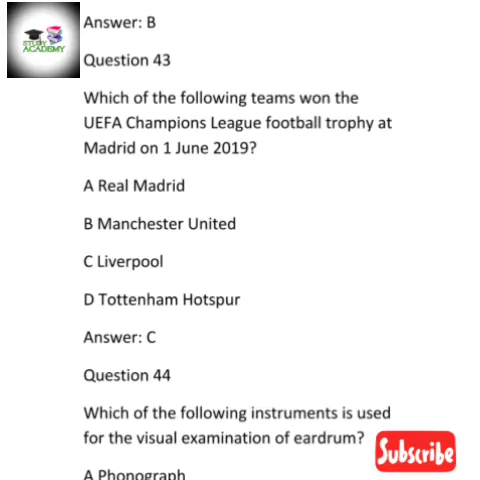 STUDY
ACADEMY
Answer: B
Question 43
Which of the following teams won the
UEFA Champions League football trophy at
Madrid on 1 June 2019?
A Real Madrid
B Manchester United
C Liverpool
D Tottenham Hotspur
Answer: C
Question 44
Which of the following instruments is used
for the visual examination of eardrum?
Subscribe
A Phonograph